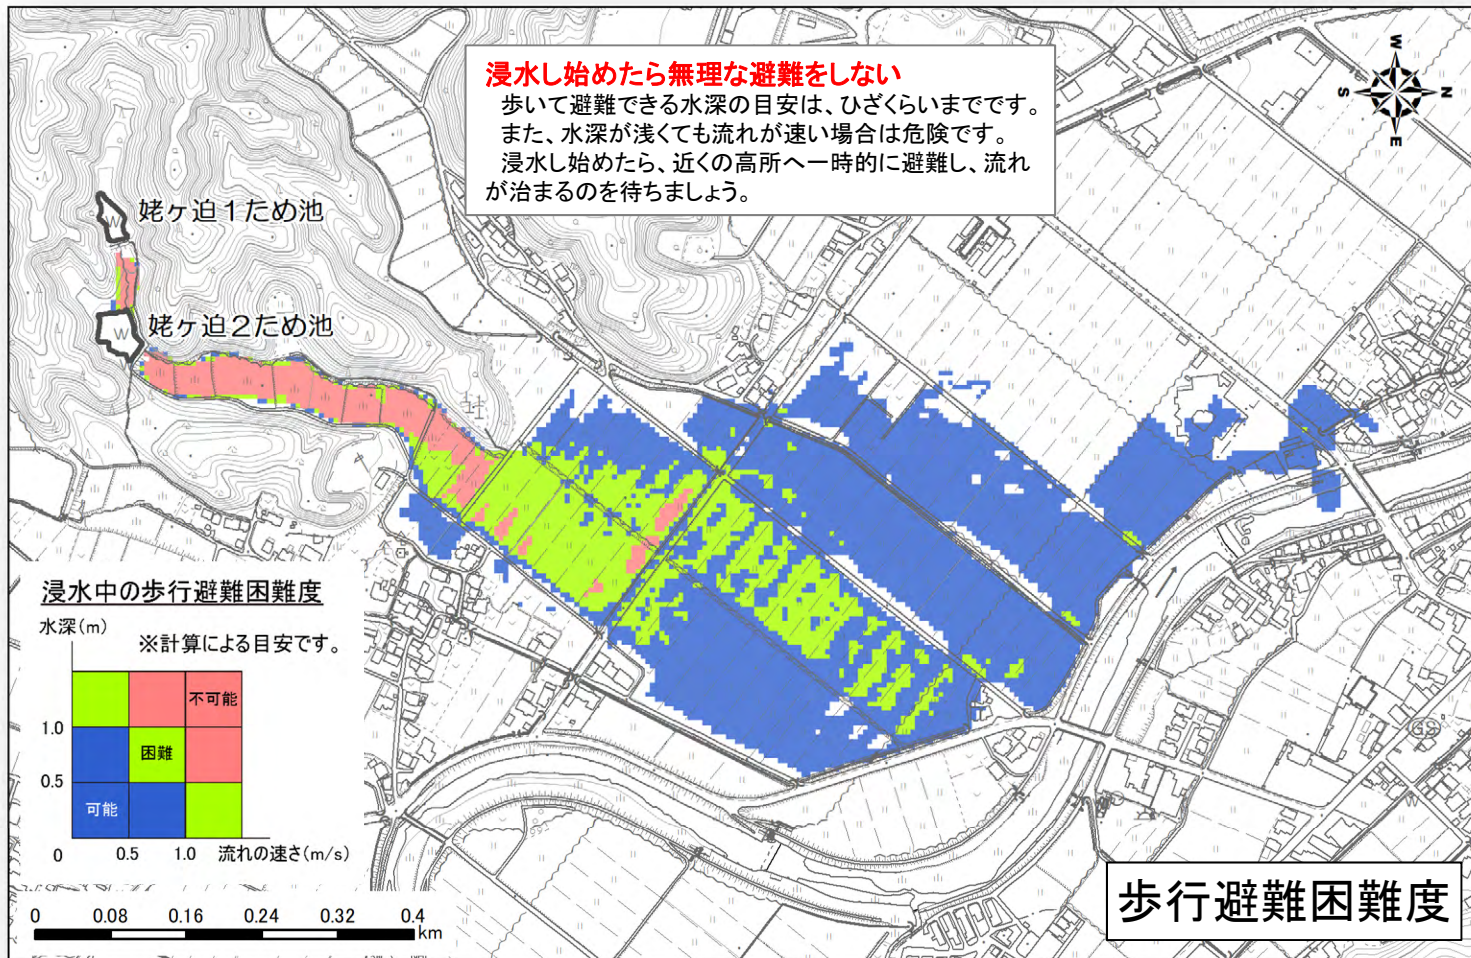 浸水し始めたら無理な避難をしない
歩いて避難できる水深の目安は、ひざくらいまでです。
また、水深が浅くても流れが速い場合は危険です。
浸水し始めたら、近くの高所へ一時的に避難し、流れ
が治まるのを待ちましょう。
W
N
S
E
姥ヶ迫1ため池
W
姥ヶ迫2ため池
W
浸水中の歩行避難困難度
水深(m)
※計算による目安です。
不可能
1.0
困難
0.5
可能
0 0.5 1.0 流れの速さ(m/s)
GS
0 0.08 0.16 0.24 0.32 0.4
km
歩行避難困難度